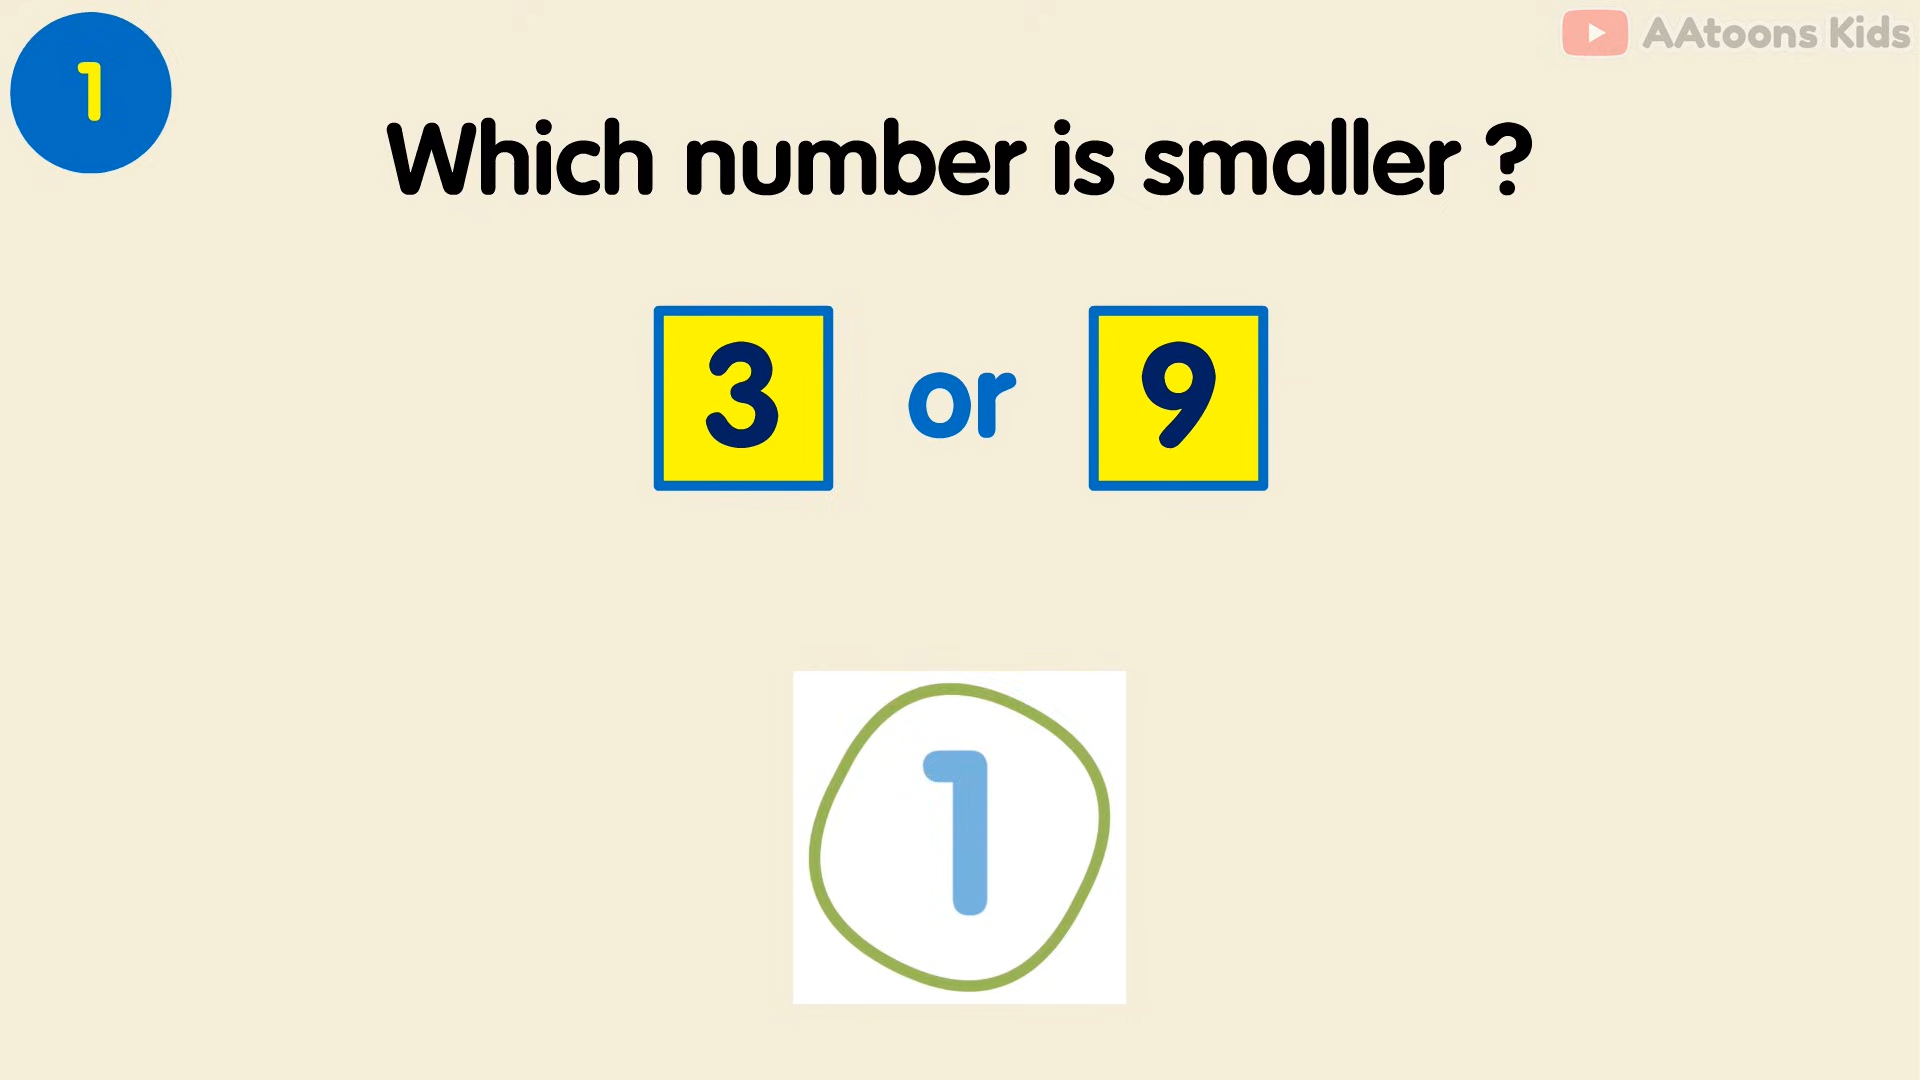 1
AAtoons Kids
Which number is smaller ?
3 or 9
1